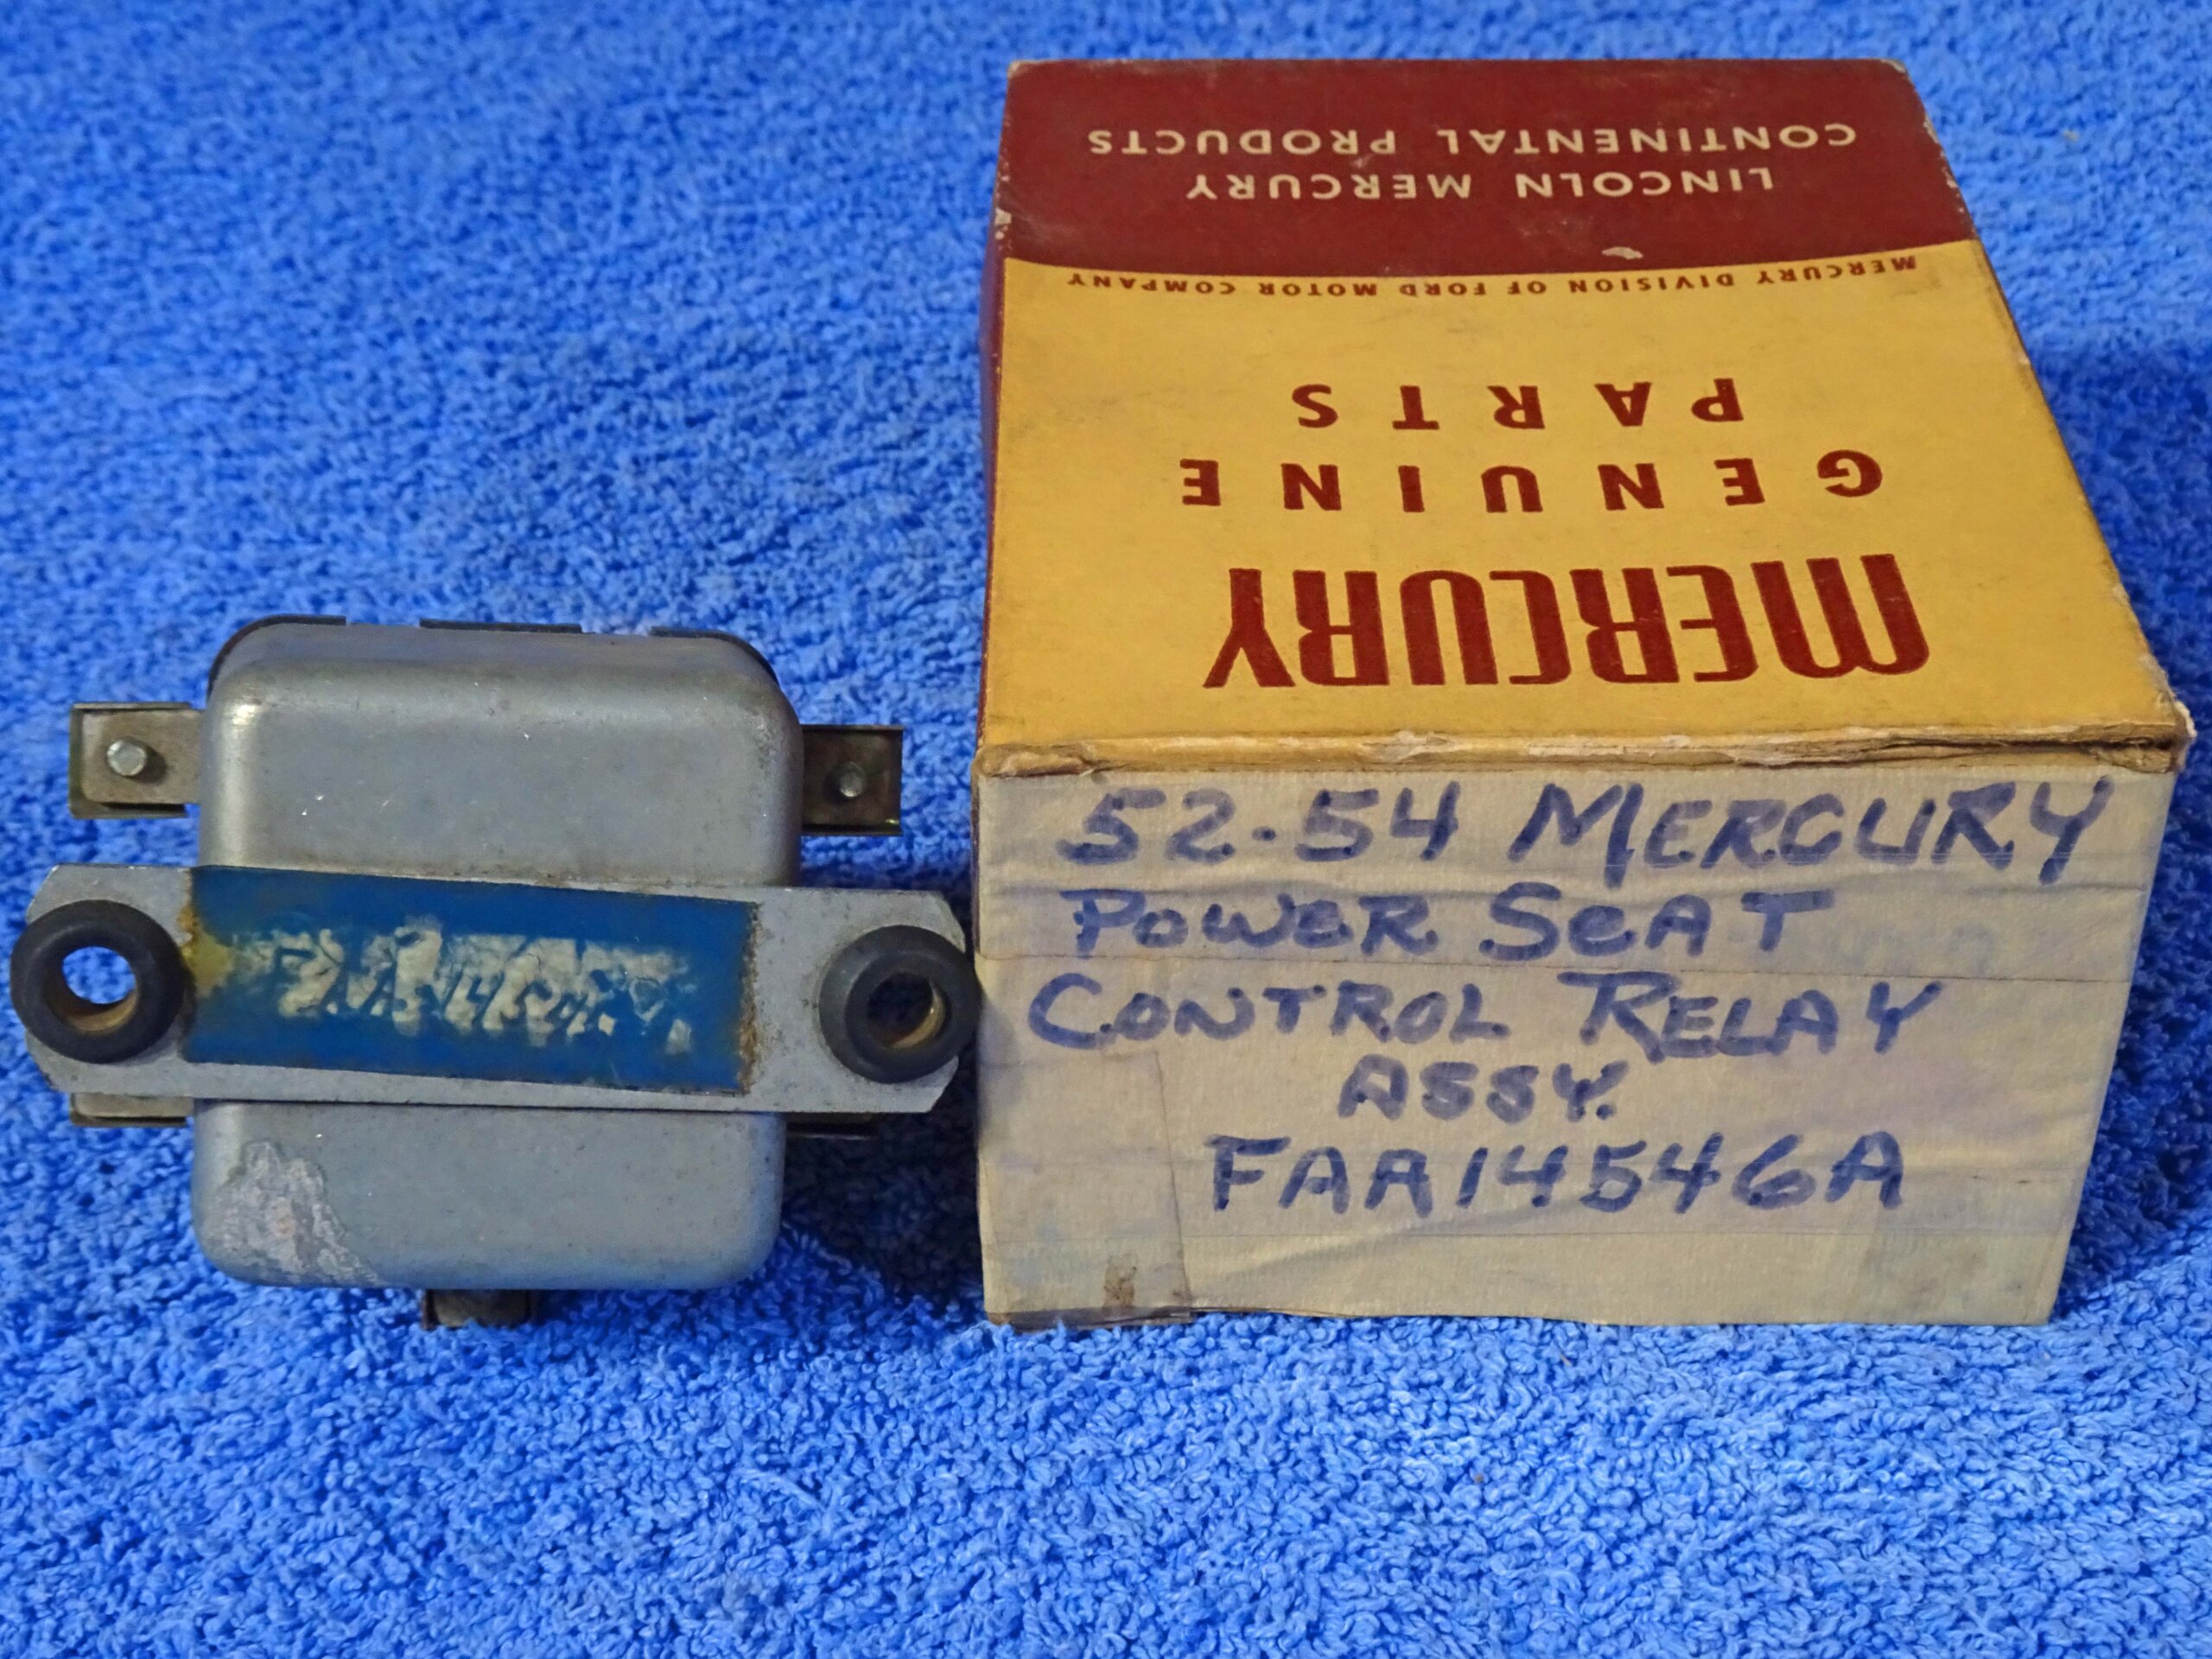 MERCURY
GENUINE
PARTS
MERCURY DIVISION OF FORD MOTOR COMPANY
LINCOLN MERCURY
CONTINENTAL PRODUCTS
52-54 MERCURY
POWER SEAT
CONTROL RELAY
ASSY.
FAA14546A